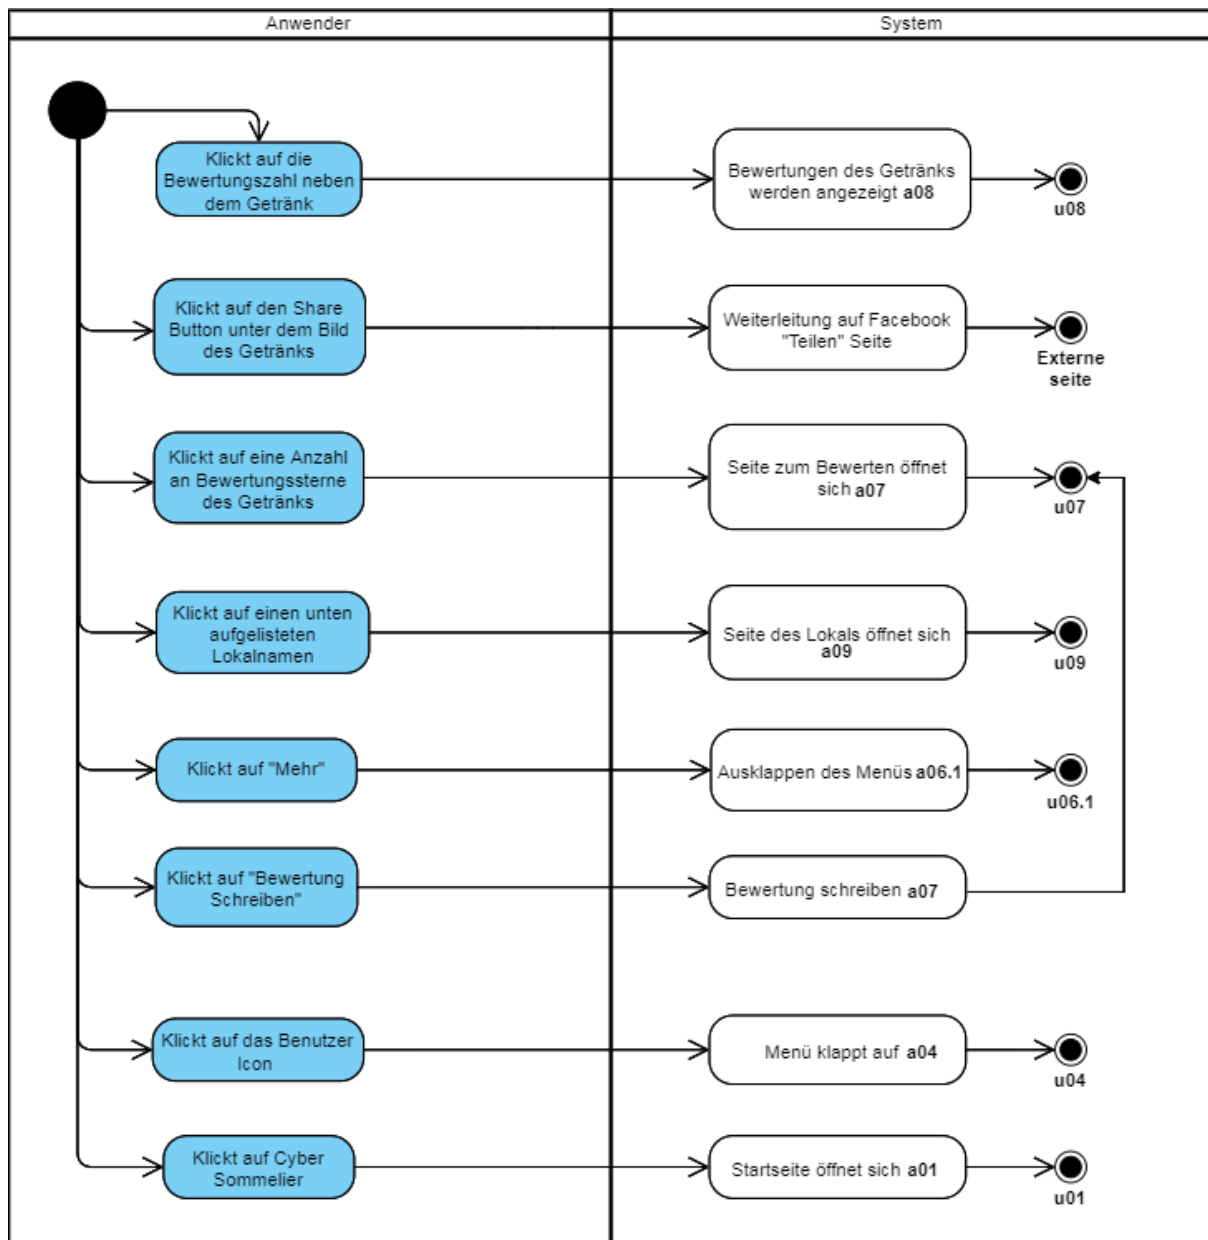 Anwender
System
Klickt auf die
Bewertungszahl neben
dem Getränk
Bewertungen des Getränks
werden angezeigt a08
u08
Klickt auf den Share
Button unter dem Bild
des Getränks
Weiterleitung auf Facebook
"Teilen" Seite
Externe
seite
Klickt auf eine Anzahl
an Bewertungssterne
des Getränks
Seite zum Bewerten öffnet
sich a07
u07
Klickt auf einen unten
aufgelisteten
Lokalnamen
Seite des Lokals öffnet sich
a09
u09
Klickt auf "Mehr"
Ausklappen des Menüs a06.1
u06.1
Klickt auf "Bewertung
Schreiben"
Bewertung schreiben a07
Klickt auf das Benutzer
Icon
Menü klappt auf a04
u04
Klickt auf Cyber
Sommelier
Startseite öffnet sich a01
u01